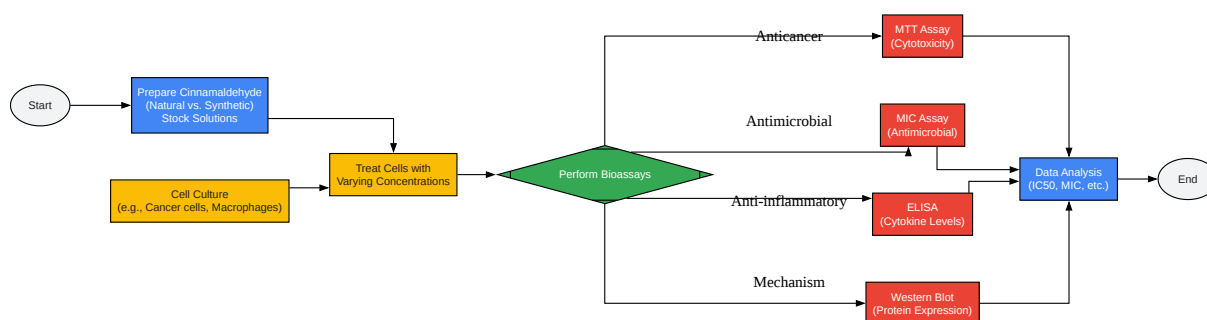 Start
Prepare Cinnamaldehyde
(Natural vs. Synthetic)
Stock Solutions
Cell Culture
(e.g., Cancer cells, Macrophages)
Treat Cells with
Varying Concentrations
Perform Bioassays
Anticancer
Antimicrobial
Anti-inflammatory
Mechanism
MTT Assay
(Cytotoxicity)
MIC Assay
(Antimicrobial)
ELISA
(Cytokine Levels)
Western Blot
(Protein Expression)
Data Analysis
(IC50, MIC, etc.)
End